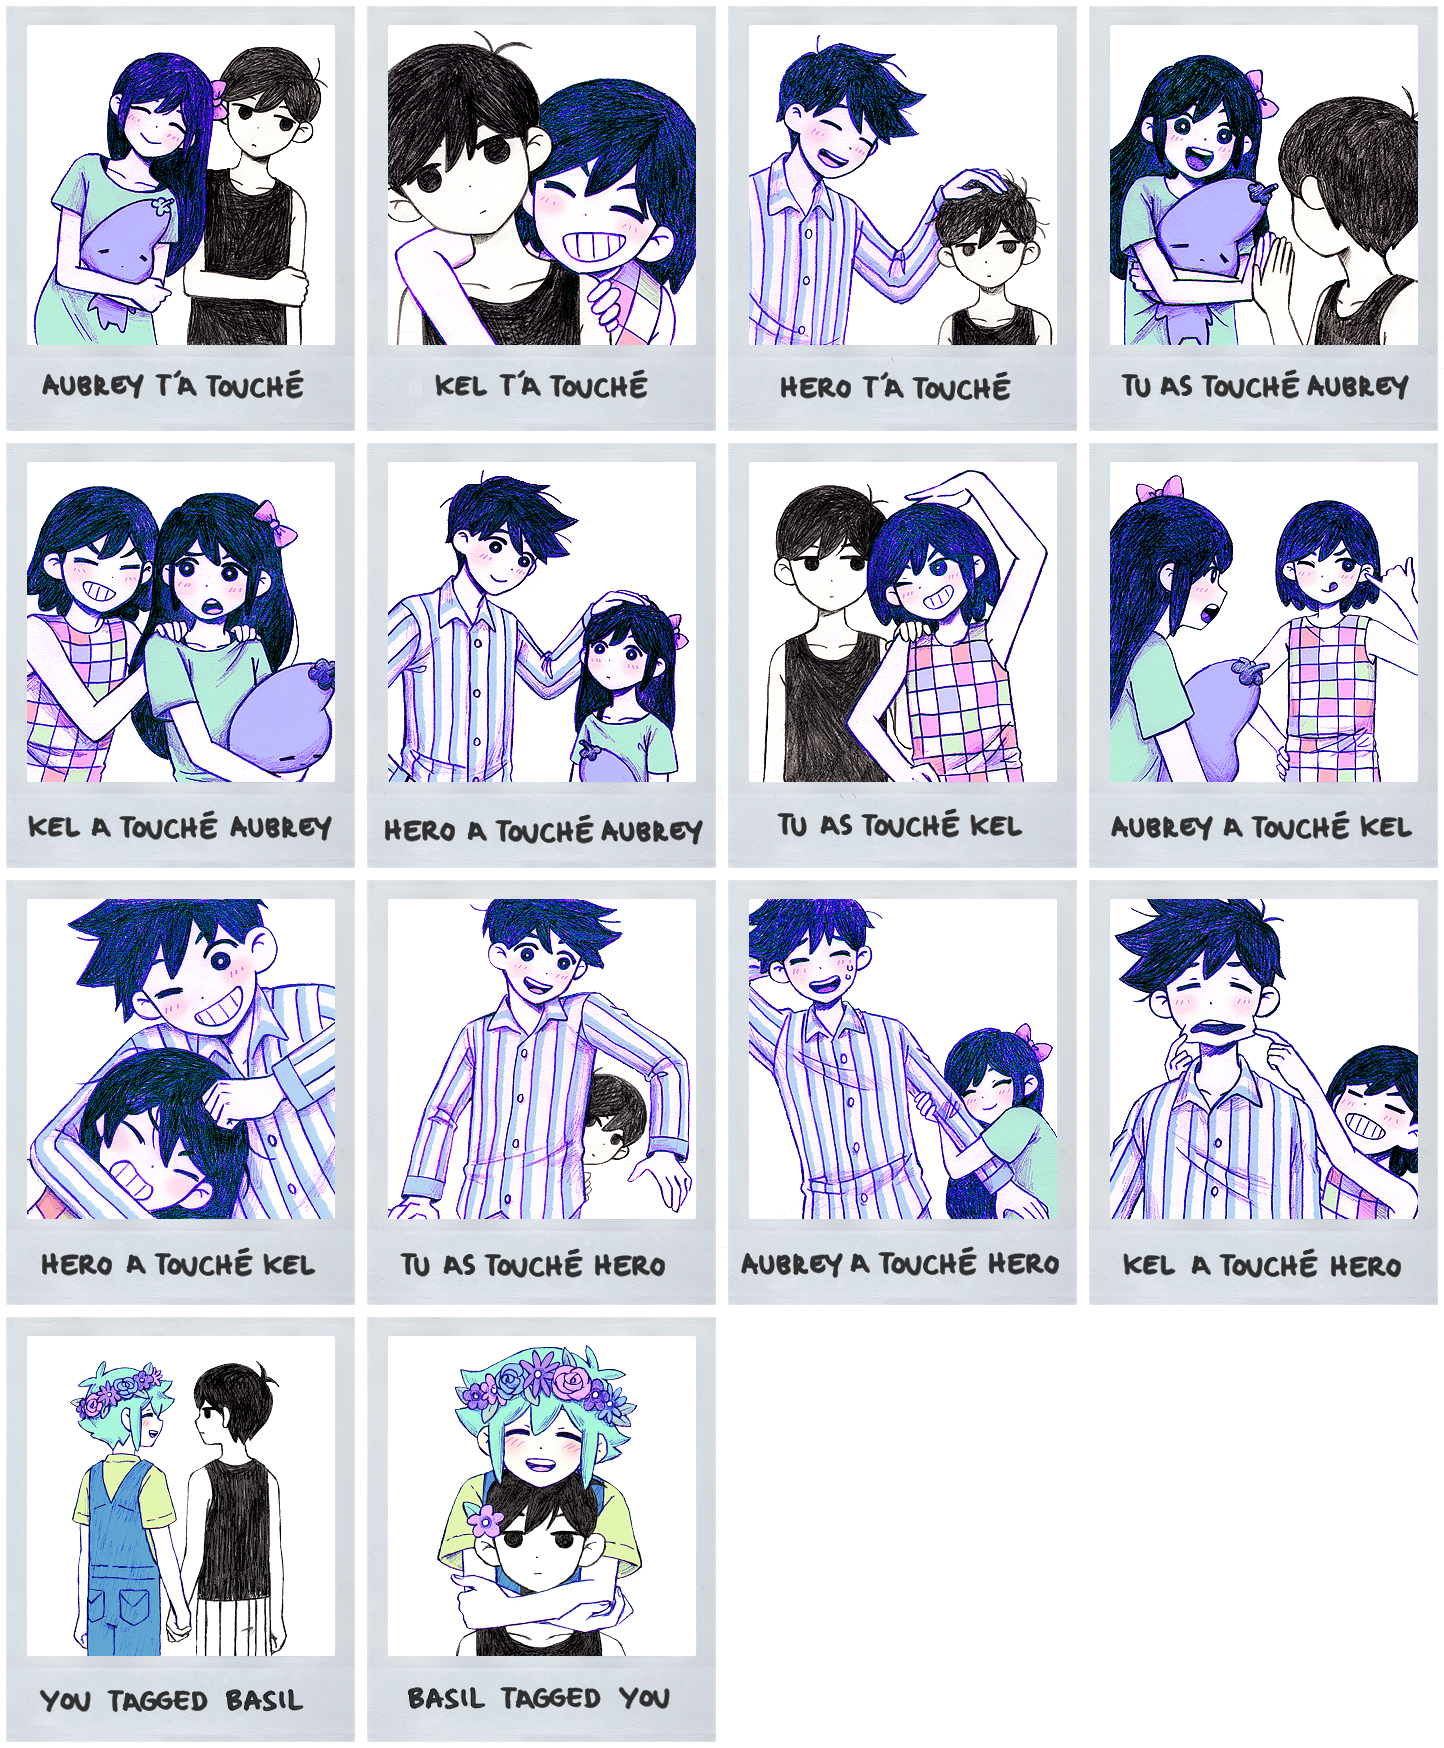 AUBREY T'A TOUCHÉ
KEL T'A TOUCHÉ
HERO T'A TOUCHÉ
TU AS TOUCHÉ AUBREY
KEL A TOUCHÉ AUBREY
HERO A TOUCHÉ AUBREY
TU AS TOUCHÉ KEL
AUBREY A TOUCHÉ KEL
HERO A TOUCHÉ KEL
TU AS TOUCHÉ HERO
AUBREY A TOUCHÉ HERO
KEL A TOUCHÉ HERO
YOU TAGGED BASIL
BASIL TAGGED YOU